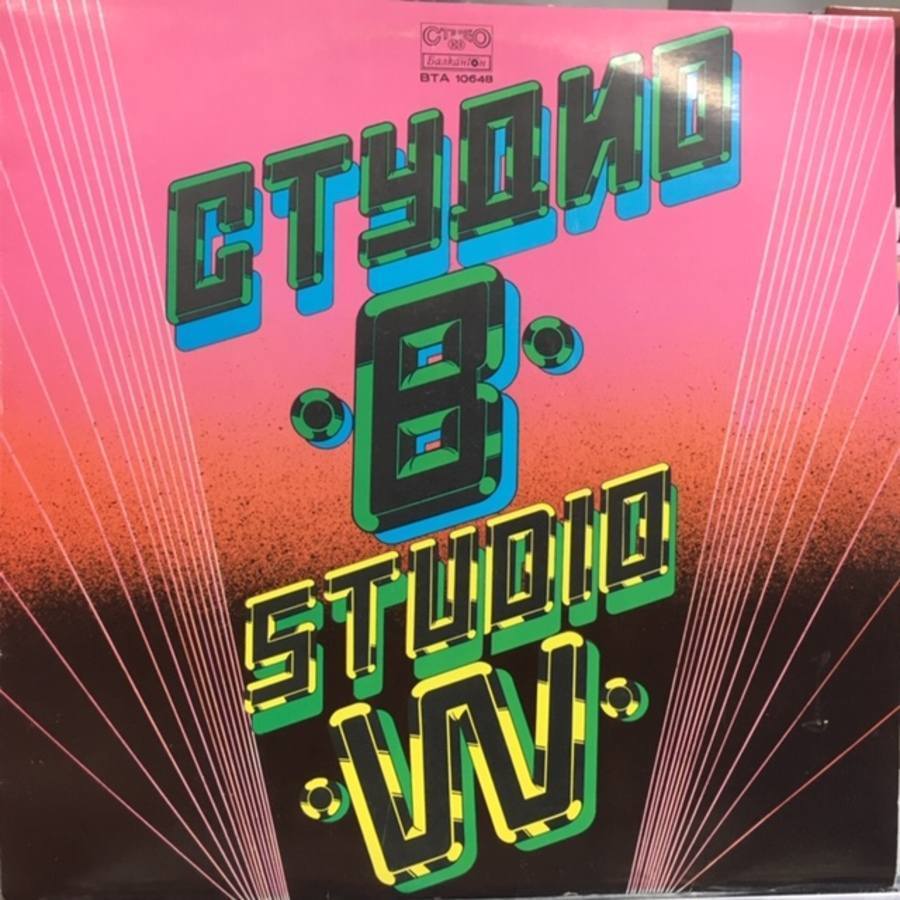 СТЕРЕО
Балкантон
ВТА 10648
СТУДИО
В
STUDIO
W